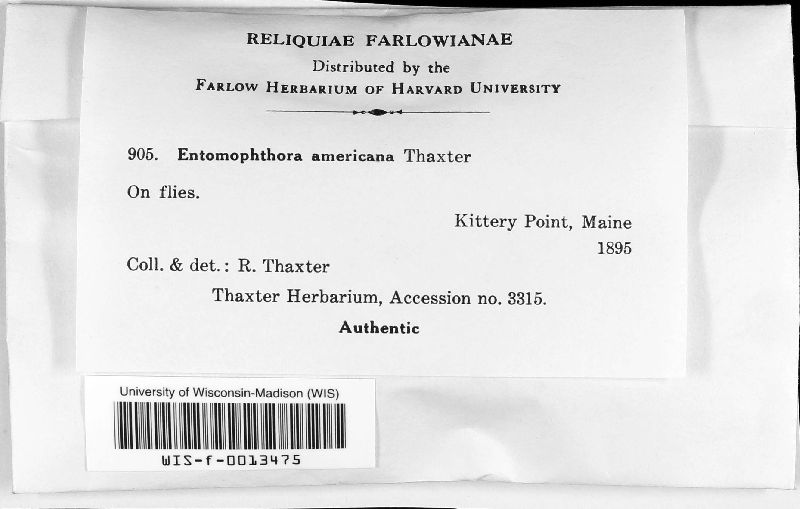 RELIQUIAE FARLOWIANAE
Distributed by the
FARLOW HERBARIUM OF HARVARD UNIVERSITY
905. Entomophthora americana Thaxter
On flies.
Kittery Point, Maine
1895
Coll. & det.: R. Thaxter
Thaxter Herbarium, Accession no. 3315.
Authentic
University of Wisconsin-Madison (WIS)
WIS-f-0013475